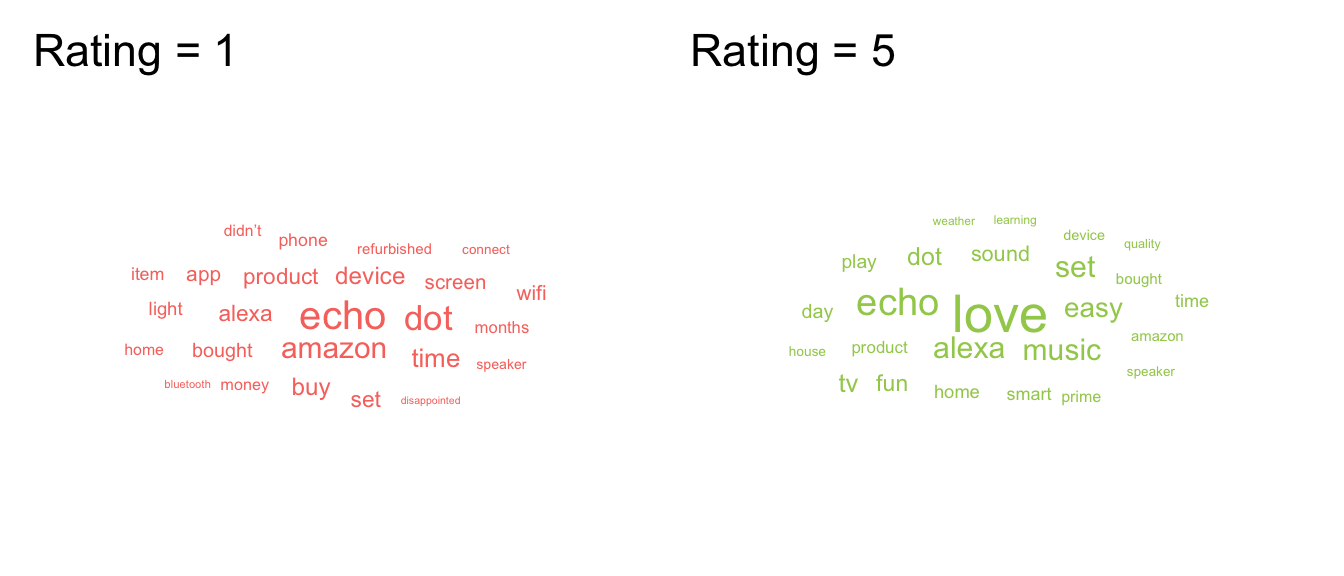 Rating = 1
didn't
phone
refurbished
connect
item
app
product
device
screen
wifi
light
alexa
echo
dot
months
home
bought
amazon
time
speaker
bluetooth
money
buy
set
disappointed
Rating = 5
weather
learning
device
quality
play
dot
sound
set
bought
day
echo
love
easy
time
house
product
alexa
music
amazon
speaker
tv
fun
home
smart
prime